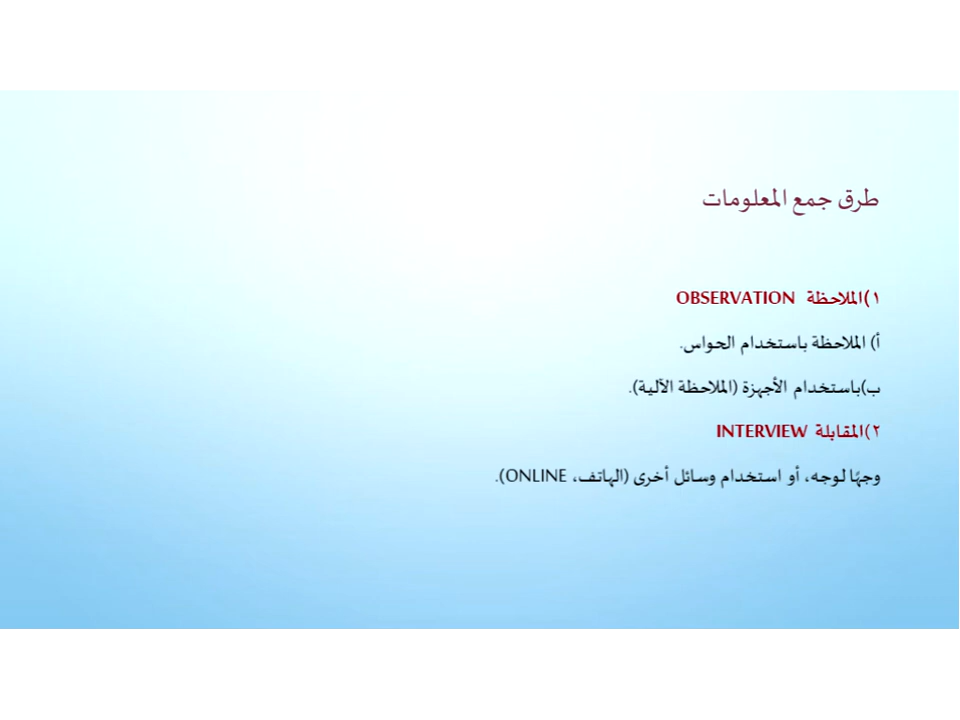 طرق جمع المعلومات
١)الملاحظة OBSERVATION
أ) الملاحظة باستخدام الحواس.
ب)باستخدام الأجهزة (الملاحظة الآلية).
٢)المقابلة INTERVIEW
وجهًا لوجه، أو استخدام وسائل أخرى (الهاتف، ONLINE).